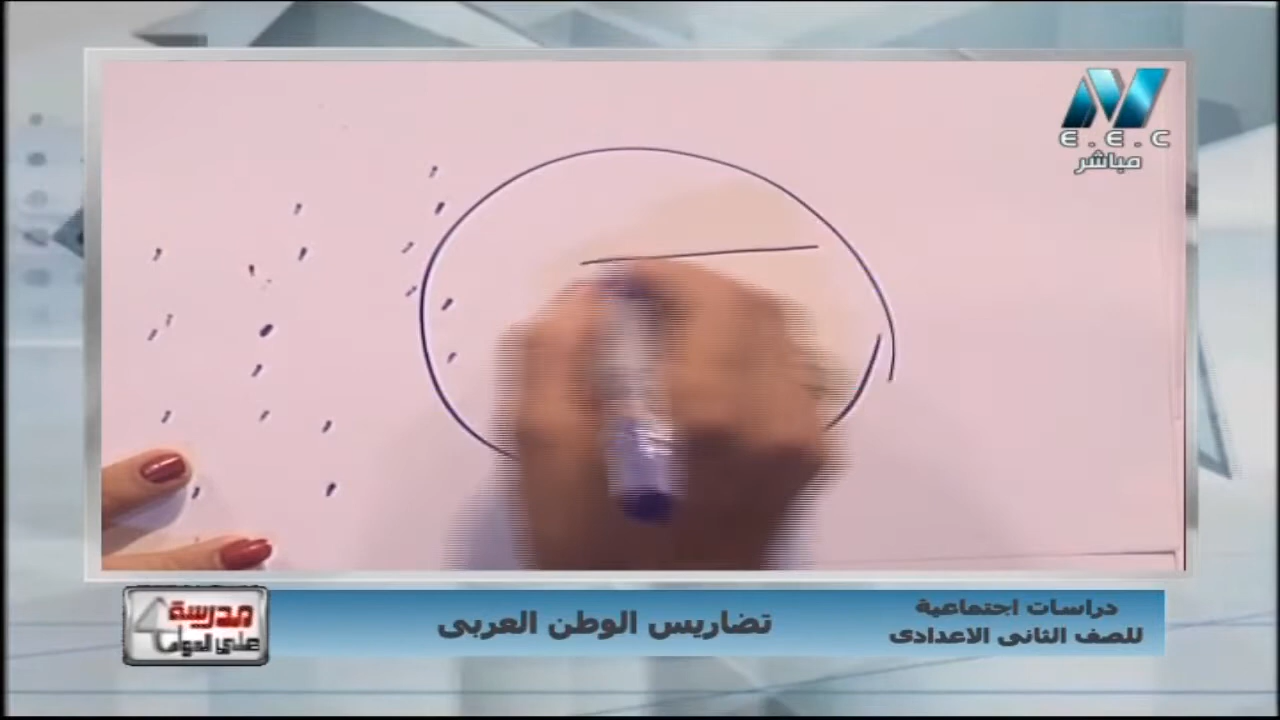 E.E.C
مباشر
دراسات اجتماعية
للصف الثانى الاعدادى
تضاريس الوطن العربى
مدرسة
على الهواء